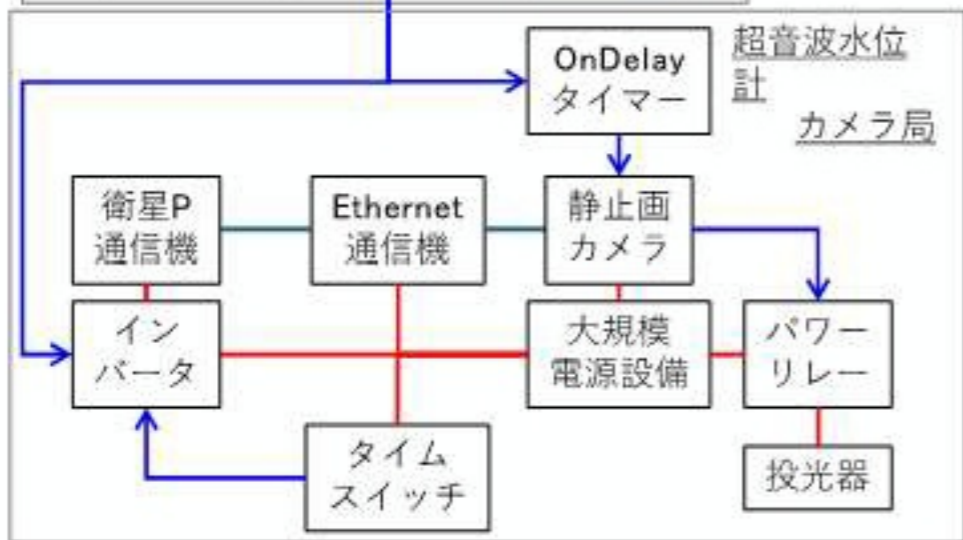 OnDelay
タイマー
超音波水位
計
カメラ局
衛星P
通信機
Ethernet
通信機
静止画
カメラ
イン
バータ
大規模
電源設備
パワー
リレー
タイム
スイッチ
投光器